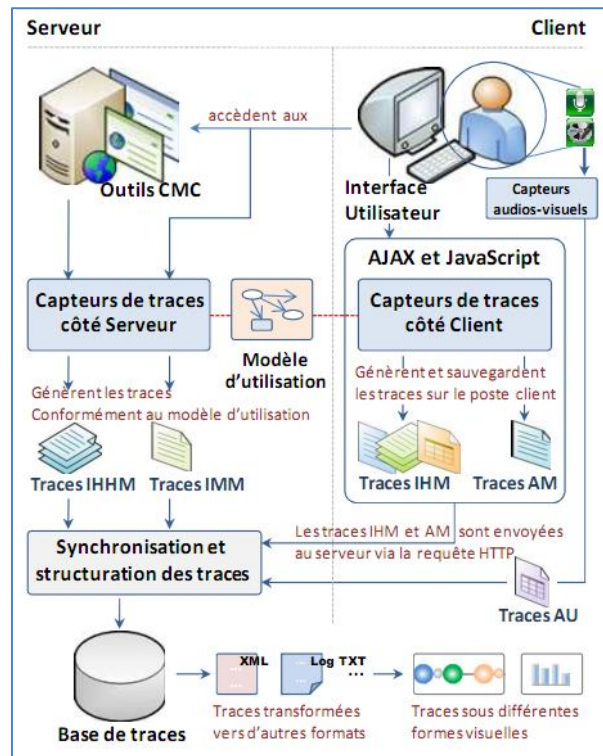 Serveur
Client
accèdent aux
Outils CMC
Interface
Utilisateur
Capteurs
audios-visuels
AJAX et JavaScript
Capteurs de traces
côté Serveur
Capteurs de traces
côté Client
Modèle
d'utilisation
Génèrent les traces
Conformément au modèle d'utilisation
Génèrent et sauvegardent
les traces sur le poste client
Traces IHHM
Traces IMM
Traces IHM
Traces AM
Les traces IHM et AM sont envoyées
au serveur via la requête HTTP
Synchronisation et
structuration des traces
Traces AU
Base de traces
XML
...
Log TXT
...
...
Traces transformées
vers d'autres formats
Traces sous différentes
formes visuelles